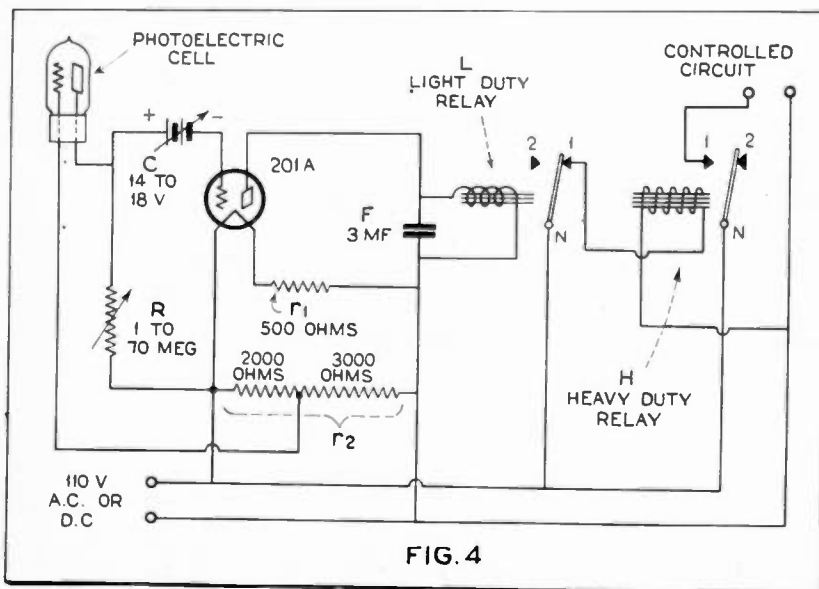 PHOTOELECTRIC
CELL
+
-
C
14 TO
18 V
201A
L
LIGHT DUTY
RELAY
2
1
N
CONTROLLED
CIRCUIT
1
2
N
F
3 MF
r1
500 OHMS
R
1 TO
70 MEG
2000
OHMS
3000
OHMS
r2
H
HEAVY DUTY
RELAY
110 V
A.C. OR
D.C
FIG. 4